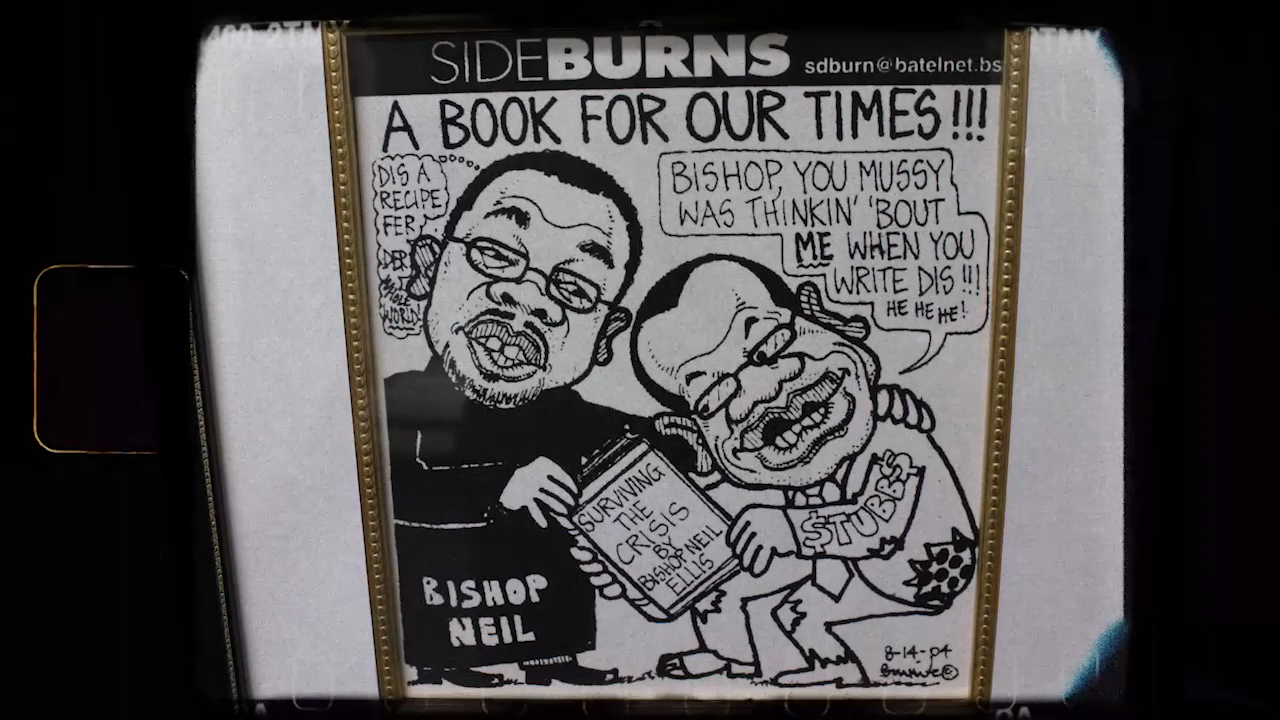 SIDEBURNS
sdburn@batelnet.bs
A BOOK FOR OUR TIMES!!!
DIS A
RECIPE
FER
DER
WORLD!
BISHOP, YOU MUSSY
WAS THINKIN' 'BOUT
ME WHEN YOU
WRITE DIS!!!
HE HE HE!
SURVIVING
THE
CRISIS
BY
BISHOP NEIL
ELLIS
$TUBB$
BISHOP
NEIL
8-14-04